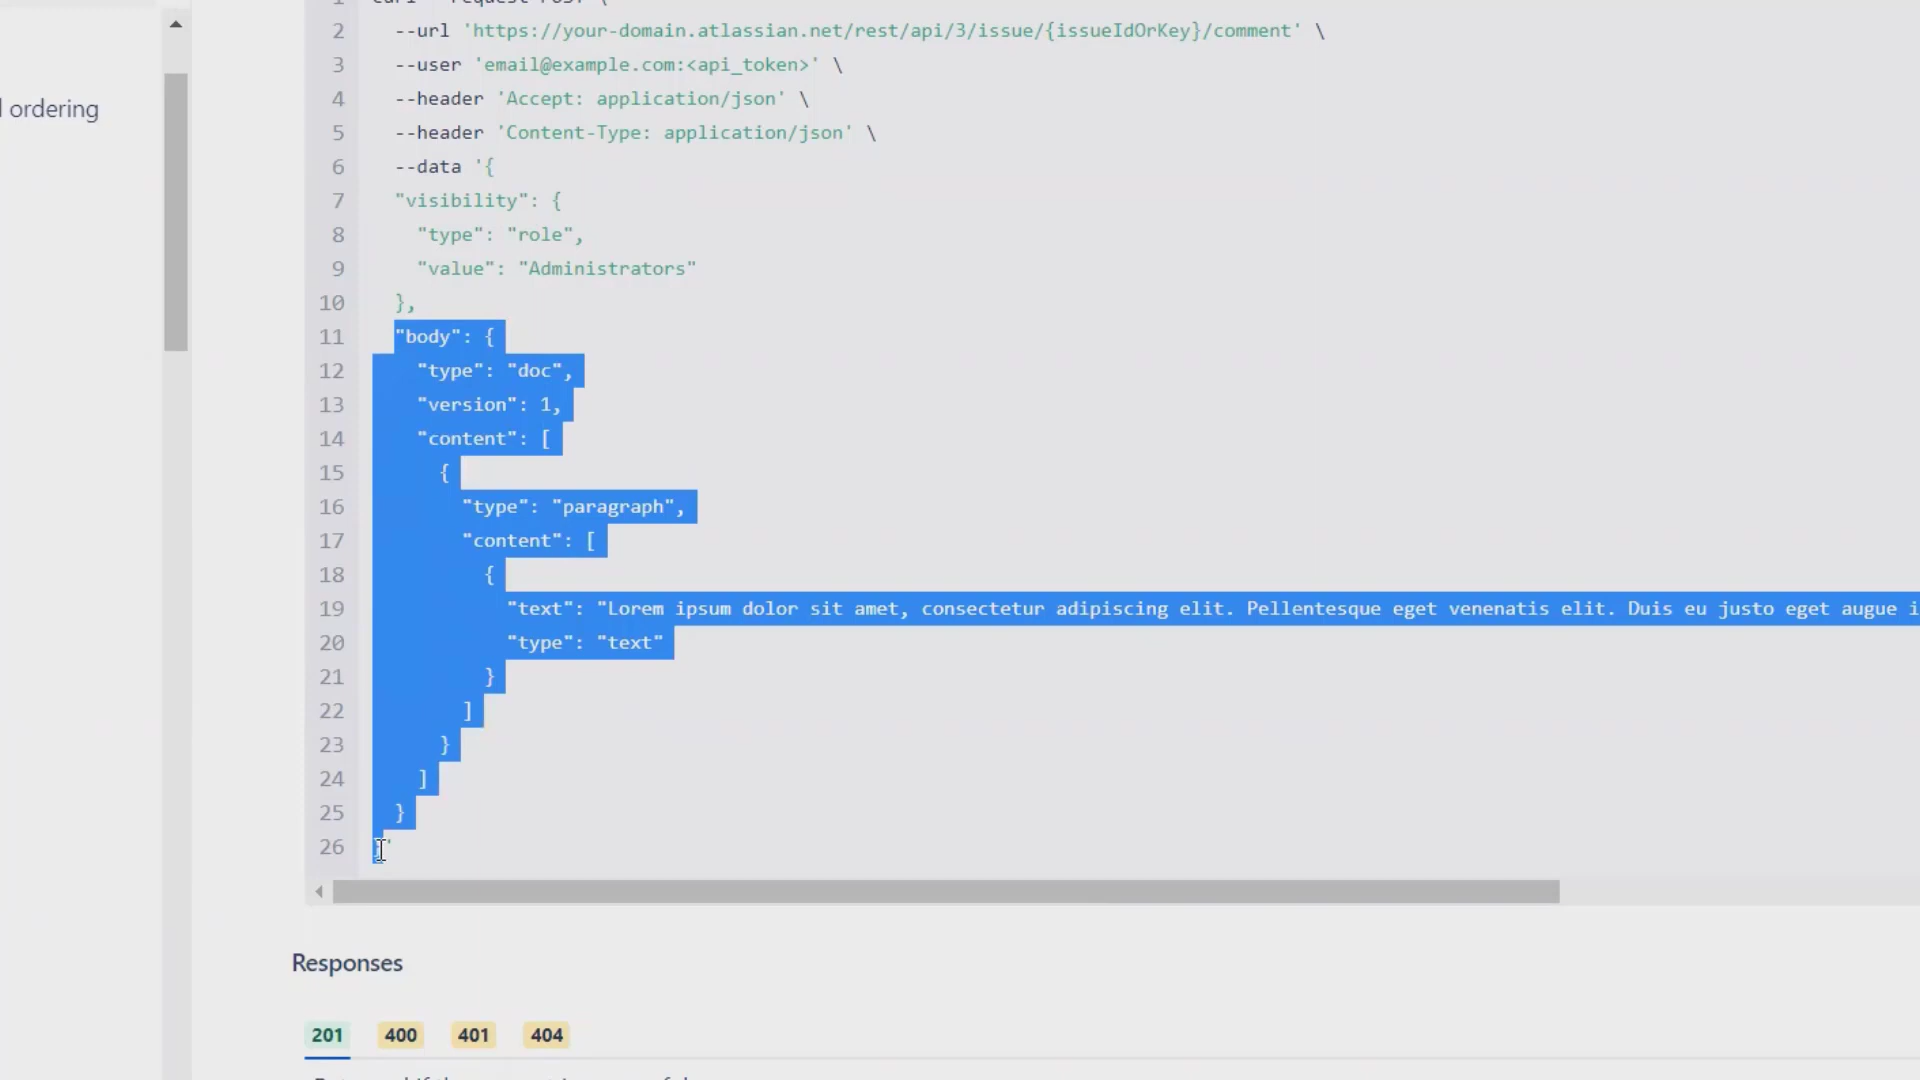 ordering
1
2 --url 'https://your-domain.atlassian.net/rest/api/3/issue/{issueIdOrKey}/comment' \
3 --user 'email@example.com:<api_token>' \
4 --header 'Accept: application/json' \
5 --header 'Content-Type: application/json' \
6 --data '{
7 "visibility": {
8 "type": "role",
9 "value": "Administrators"
10 },
11 "body": {
12 "type": "doc",
13 "version": 1,
14 "content": [
15 {
16 "type": "paragraph",
17 "content": [
18 {
19 "text": "Lorem ipsum dolor sit amet, consectetur adipiscing elit. Pellentesque eget venenatis elit. Duis eu justo eget augue
20 "type": "text"
21 }
22 ]
23 }
24 ]
25 }
26 }'
Responses
201 400 401 404